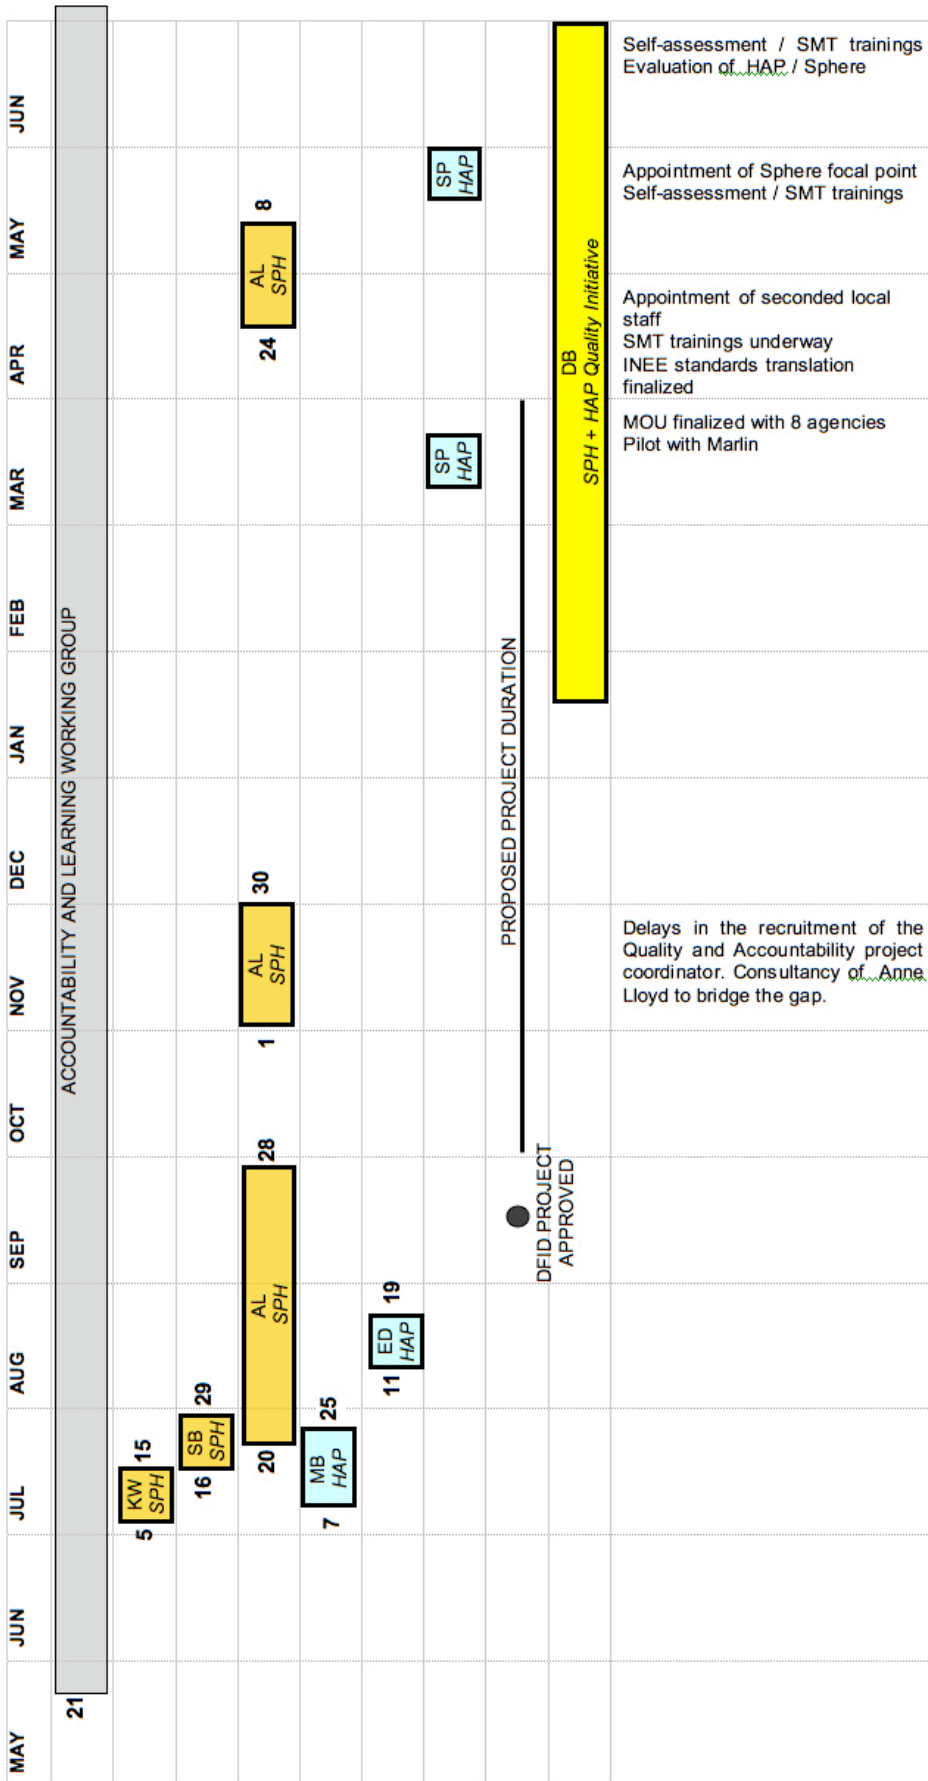 MAY
JUN
JUL
AUG
SEP
OCT
NOV
DEC
JAN
FEB
MAR
APR
MAY
JUN
21
ACCOUNTABILITY AND LEARNING WORKING GROUP
5
KW
SPH
15
16
SB
SPH
29
20
AL
SPH
28
1
AL
SPH
30
24
AL
SPH
8
7
MB
HAP
25
11
ED
HAP
19
SP
HAP
SP
HAP
DFID PROJECT
APPROVED
PROPOSED PROJECT DURATION
DB
SPH + HAP Quality Initiative
Self-assessment / SMT trainings
Evaluation of HAP / Sphere
Appointment of Sphere focal point
Self-assessment / SMT trainings
Appointment of seconded local
staff
SMT trainings underway
INEE standards translation
finalized
MOU finalized with 8 agencies
Pilot with Marlin
Delays in the recruitment of the
Quality and Accountability project
coordinator. Consultancy of Anne
Lloyd to bridge the gap.